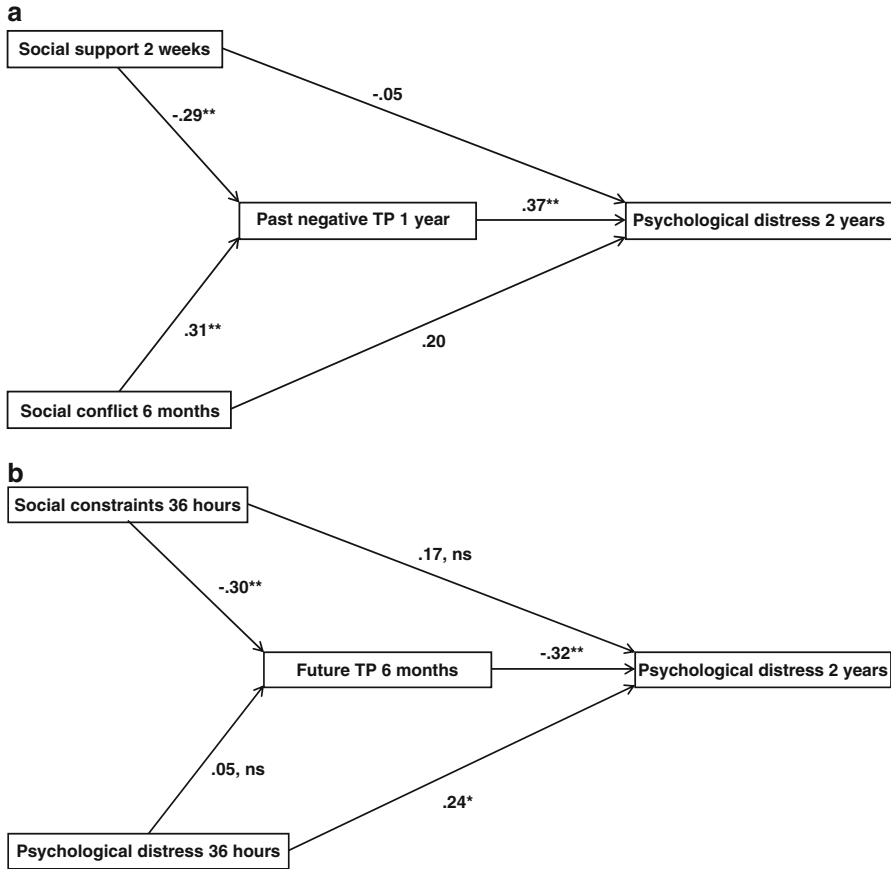 a
Social support 2 weeks
-.05
-.29**
Past negative TP 1 year
.37**
Psychological distress 2 years
.31**
.20
Social conflict 6 months
b
Social constraints 36 hours
.17, ns
-.30**
Future TP 6 months
-.32**
Psychological distress 2 years
.05, ns
.24*
Psychological distress 36 hours